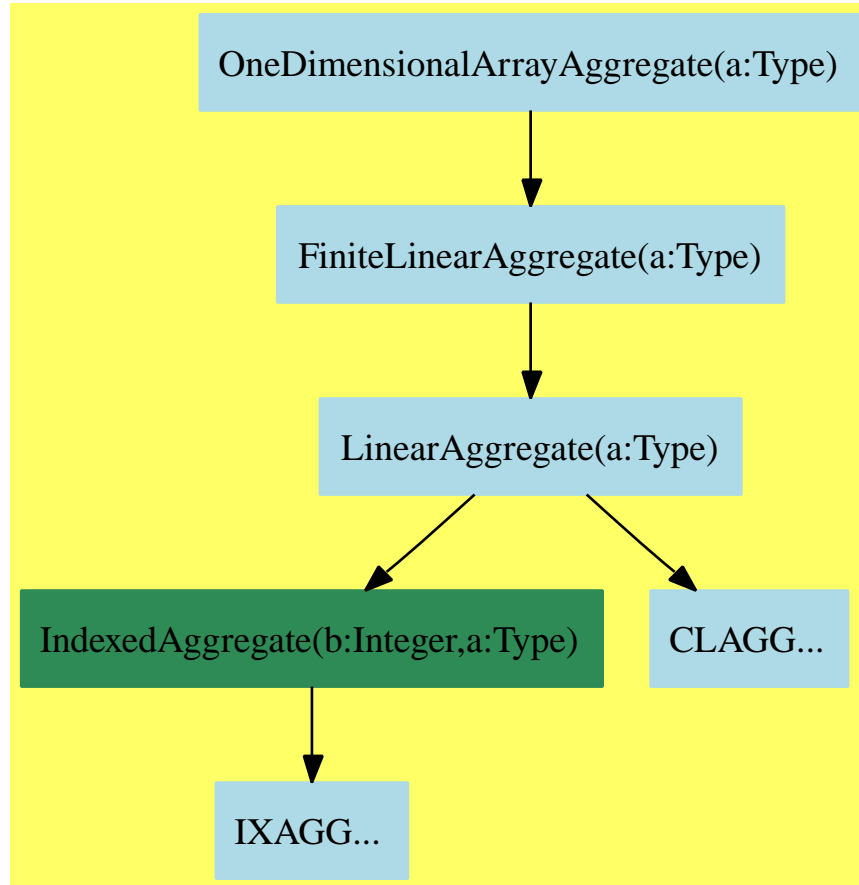 OneDimensionalArrayAggregate(a:Type)
FiniteLinearAggregate(a:Type)
LinearAggregate(a:Type)
IndexedAggregate(b:Integer,a:Type)
CLAGG...
IXAGG...